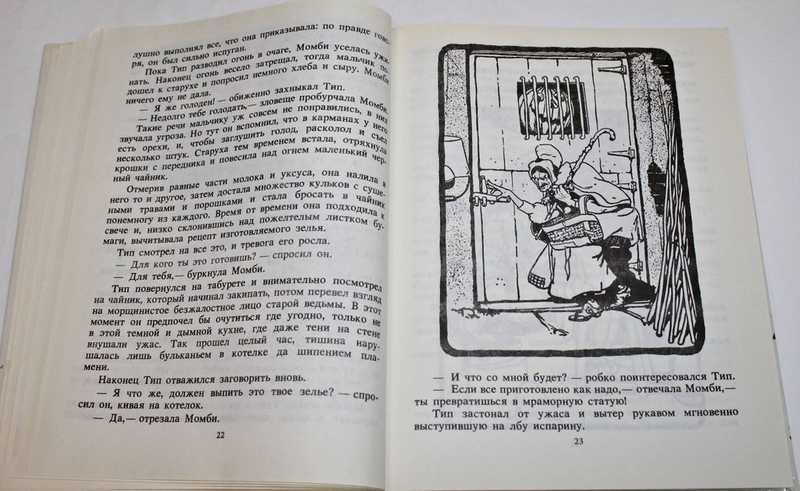 лушно выполнял все, что она приказывала: по правде гово-
ря, он был сильно испуган.
Пока Тип разводил огонь в очаге, Момби уселась ужи-
нать. Наконец огонь весело затрещал, тогда мальчик по-
дошел к старухе и попросил немного хлеба и сыру. Момби
ничего ему не дала.
— Я же голоден! — обиженно захныкал Тип.
— Недолго тебе голодать,— зловеще пробурчала Момби.
Такие речи мальчику уж совсем не понравились, в них
звучала угроза. Но тут он вспомнил, что в карманах у него
есть орехи, и, чтобы заглушить голод, расколол и съел
несколько штук. Старуха тем временем встала, отряхнула
крошки с передника и повесила над огнем маленький чер-
ный чайник.
Отмерив равные части молока и уксуса, она налила в
него то и другое, затем достала множество кульков с суше-
ными травами и порошками и стала бросать в чайник
понемногу из каждого. Время от времени она подходила к
свече и, низко склонившись над пожелтелым листком бу-
маги, вычитывала рецепт изготовляемого зелья.
Тип смотрел на все это, и тревога его росла.
— Для кого ты это готовишь? — спросил он.
— Для тебя,— буркнула Момби.
Тип повернулся на табурете и внимательно посмотрел
на чайник, который начинал закипать, потом перевел взгляд
на морщинистое безжалостное лицо старой ведьмы. В этот
момент он предпочел бы очутиться где угодно, только не
в этой темной и дымной кухне, где даже тени на стене
внушали ужас. Так прошел целый час, тишина нару-
шалась лишь бульканьем в котелке да шипением пла-
мени.
Наконец Тип отважился заговорить вновь.
— Я что же, должен выпить это твое зелье? — спро-
сил он, кивая на котелок.
— Да,— отрезала Момби.
22
— И что со мной будет? — робко поинтересовался Тип.
— Если все приготовлено как надо,— отвечала Момби,—
ты превратишься в мраморную статую!
Тип застонал от ужаса и вытер рукавом мгновенно
выступившую на лбу испарину.
23